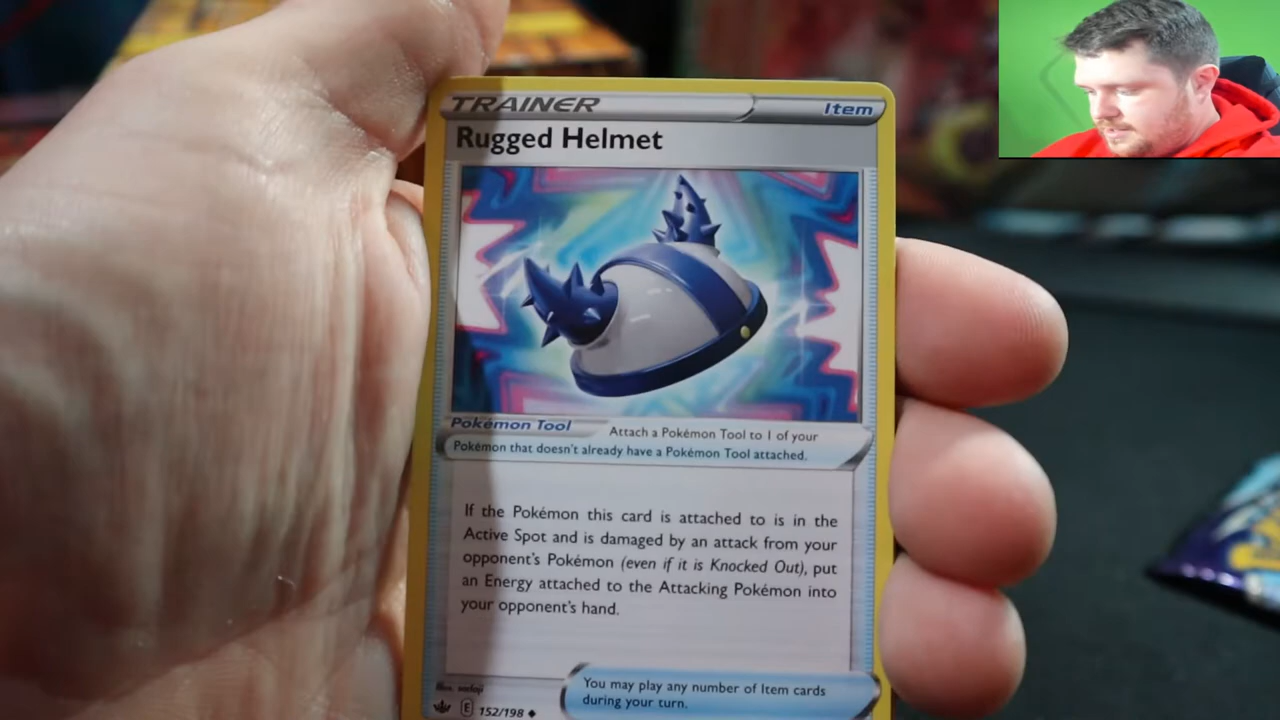 TRAINER
Item
Rugged Helmet
Pokémon Tool
Attach a Pokémon Tool to 1 of your
Pokémon that doesn't already have a Pokémon Tool attached.
If the Pokémon this card is attached to is in the
Active Spot and is damaged by an attack from your
opponent's Pokémon (even if it is Knocked Out), put
an Energy attached to the Attacking Pokémon into
your opponent's hand.
You may play any number of Item cards
during your turn.
Illus.
E 152/198